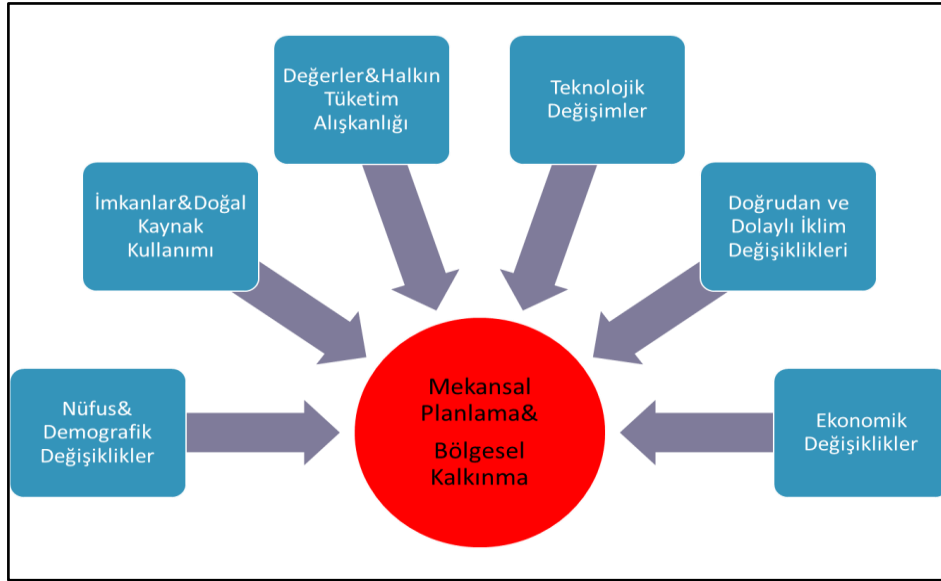 Değerler&Halkın
Tüketim
Alışkanlığı
Teknolojik
Değişimler
İmkanlar&Doğal
Kaynak
Kullanımı
Doğrudan ve
Dolaylı İklim
Değişiklikleri
Nüfus&
Demografik
Değişiklikler
Mekansal
Planlama&
Bölgesel
Kalkınma
Ekonomik
Değişiklikler